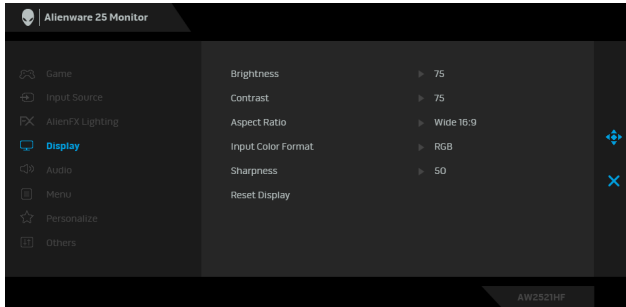 Alienware 25 Monitor
Game
Brightness 75
Input Source
Contrast 75
AlienFX Lighting
Aspect Ratio Wide 16:9
Display
Input Color Format RGB
Audio
Sharpness 50
Menu
Reset Display
Personalize
Others
AW2521HF